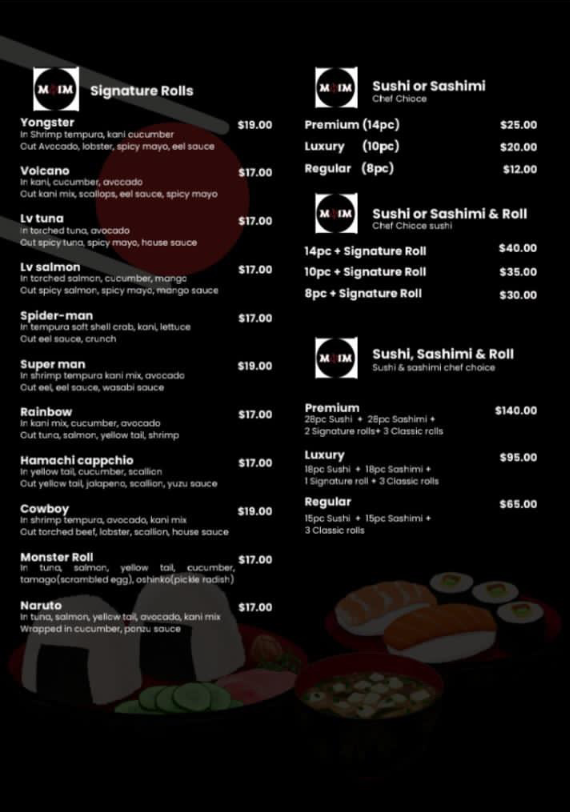 MOIM
Signature Rolls
Yongster $19.00
In Shrimp tempura, kani cucumber
Out Avocado, lobster, spicy mayo, eel sauce
Volcano $17.00
In kani, cucumber, avocado
Out kani mix, scallops, eel sauce, spicy mayo
Lv tuna $17.00
In torched tuna, avocado
Out spicy tuna, spicy mayo, house sauce
Lv salmon $17.00
In torched salmon, cucumber, mango
Out spicy salmon, spicy mayo, mango sauce
Spider-man $17.00
In tempura soft shell crab, kani, lettuce
Out eel sauce, crunch
Super man $19.00
In shrimp tempura kani mix, avocado
Out eel, eel sauce, wasabi sauce
Rainbow $17.00
In kani mix, cucumber, avocado
Out tuna, salmon, yellow tail, shrimp
Hamachi cappchio $17.00
In yellow tail, cucumber, scallion
Out yellow tail, jalapeno, scallion, yuzu sauce
Cowboy $19.00
In shrimp tempura, avocado, kani mix
Out torched beef, lobster, scallion, house sauce
Monster Roll $17.00
In tuna, salmon, yellow tail, cucumber,
tamago(scrambled egg), oshinko(pickle radish)
Naruto $17.00
In tuna, salmon, yellow tail, avocado, kani mix
Wrapped in cucumber, ponzu sauce
MOIM
Sushi or Sashimi
Chef Chioce
Premium (14pc) $25.00
Luxury (10pc) $20.00
Regular (8pc) $12.00
MOIM
Sushi or Sashimi & Roll
Chef Chioce sushi
14pc + Signature Roll $40.00
10pc + Signature Roll $35.00
8pc + Signature Roll $30.00
MOIM
Sushi, Sashimi & Roll
Sushi & sashimi chef choice
Premium $140.00
28pc Sushi + 28pc Sashimi +
2 Signature rolls+ 3 Classic rolls
Luxury $95.00
18pc Sushi + 18pc Sashimi +
1 Signature roll + 3 Classic rolls
Regular $65.00
15pc Sushi + 15pc Sashimi +
3 Classic rolls